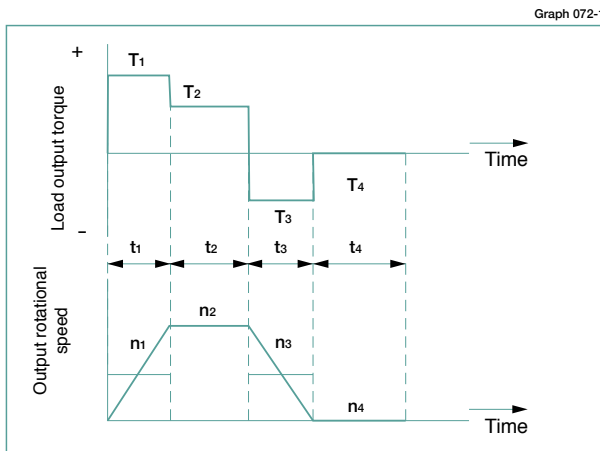 Graph 072-1
+
T1
T2
Load output torque
Time
T4
T3
-
t1 t2 t3 t4
Output rotational
speed
n2
n1 n3
n4
Time